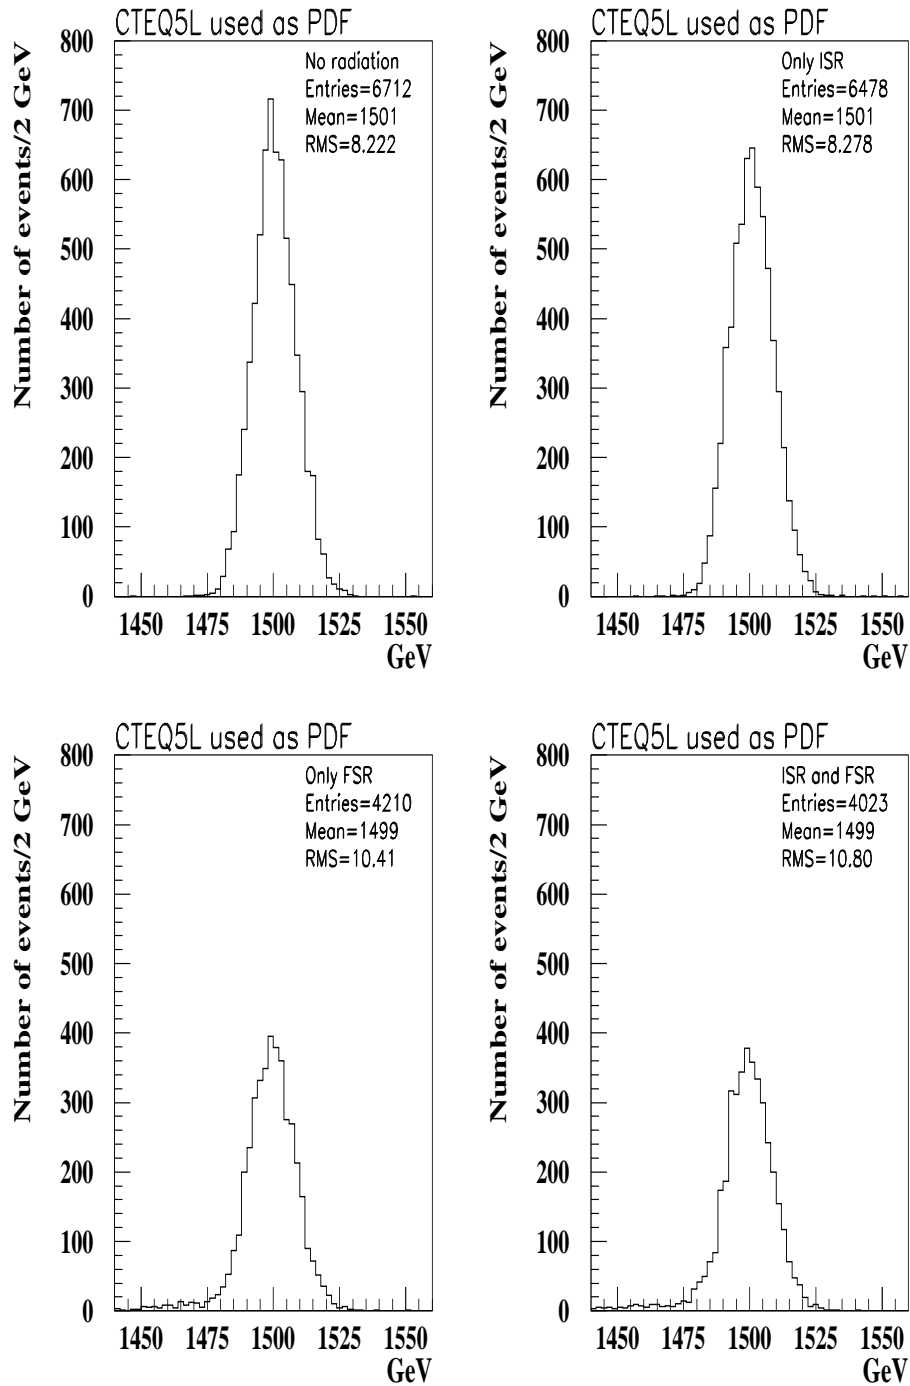 CTEQ5L used as PDF
No radiation
Entries=6712
Mean=1501
RMS=8.222
Number of events/2 GeV
800
700
600
500
400
300
200
100
0
1450 1475 1500 1525 1550
GeV
CTEQ5L used as PDF
Only ISR
Entries=6478
Mean=1501
RMS=8.278
Number of events/2 GeV
800
700
600
500
400
300
200
100
0
1450 1475 1500 1525 1550
GeV
CTEQ5L used as PDF
Only FSR
Entries=4210
Mean=1499
RMS=10.41
Number of events/2 GeV
800
700
600
500
400
300
200
100
0
1450 1475 1500 1525 1550
GeV
CTEQ5L used as PDF
ISR and FSR
Entries=4023
Mean=1499
RMS=10.80
Number of events/2 GeV
800
700
600
500
400
300
200
100
0
1450 1475 1500 1525 1550
GeV